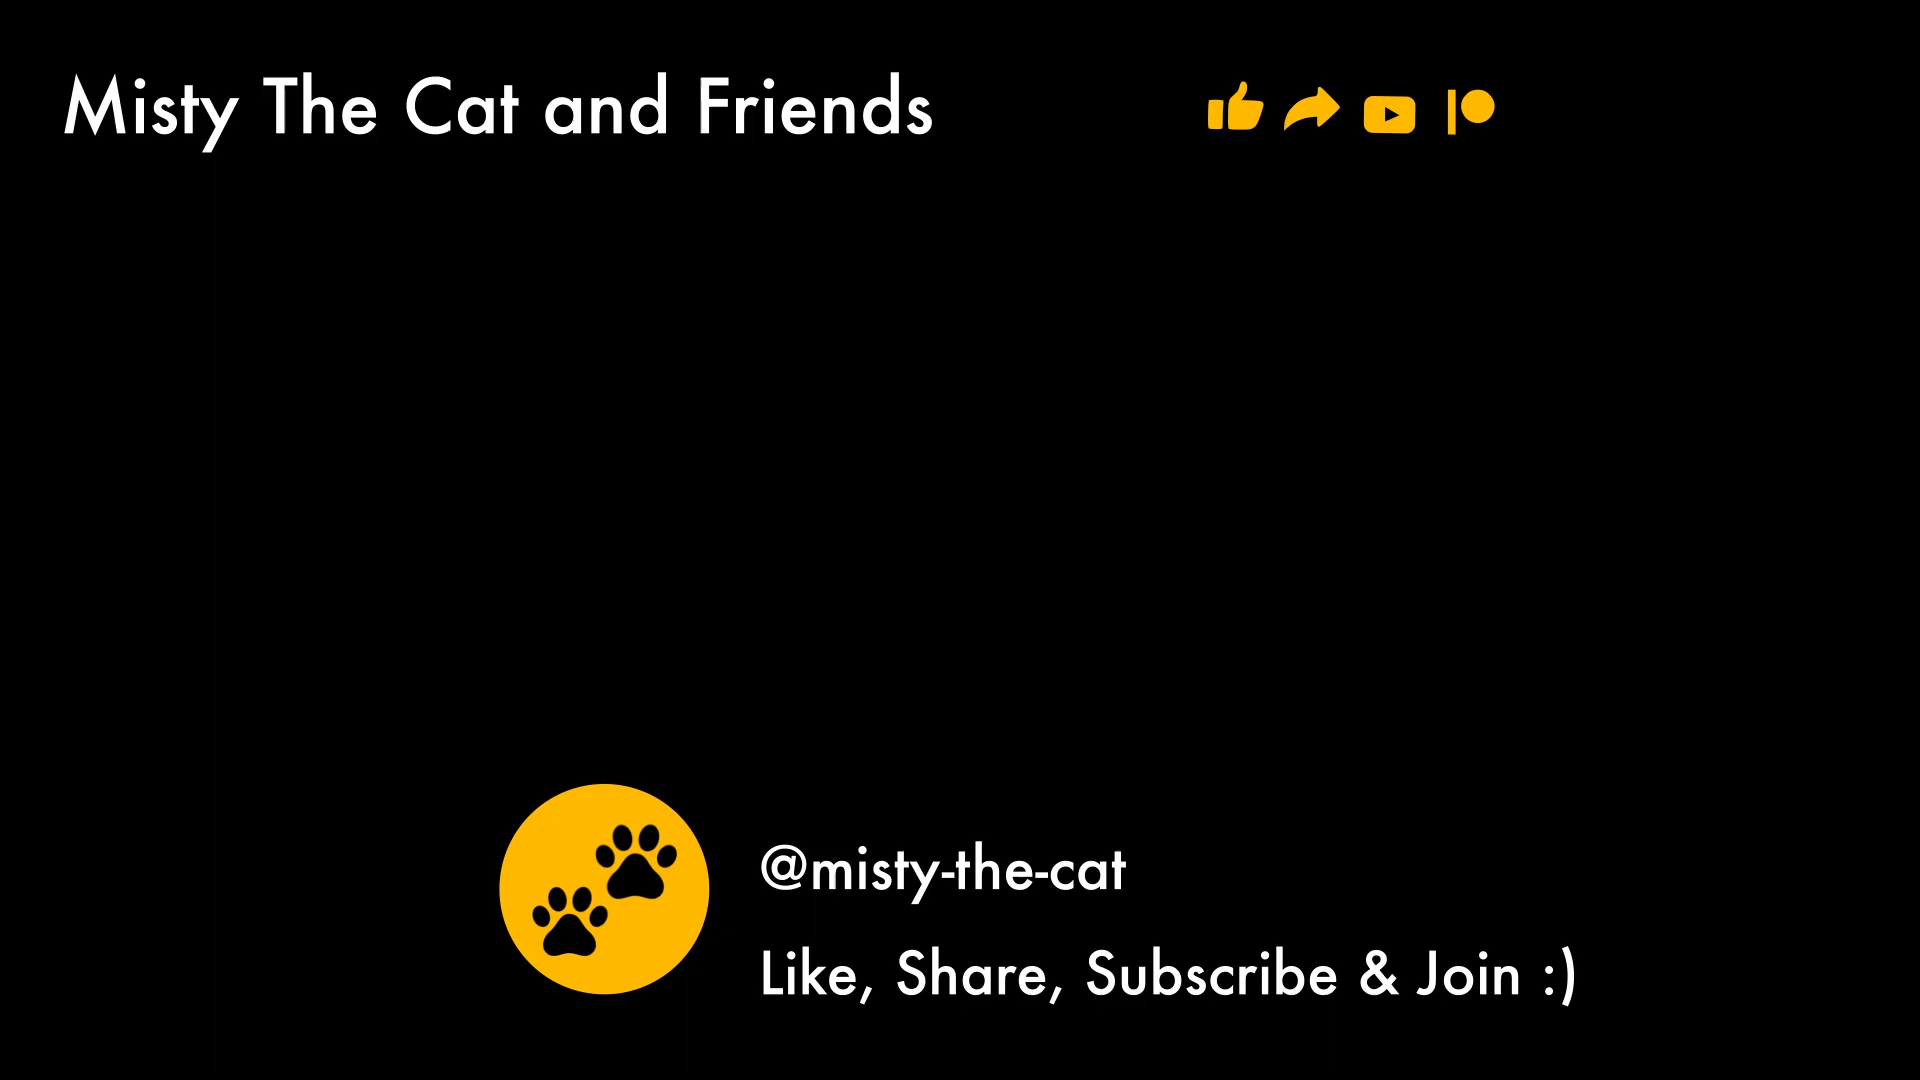 Misty The Cat and Friends
@misty-the-cat
Like, Share, Subscribe & Join :)